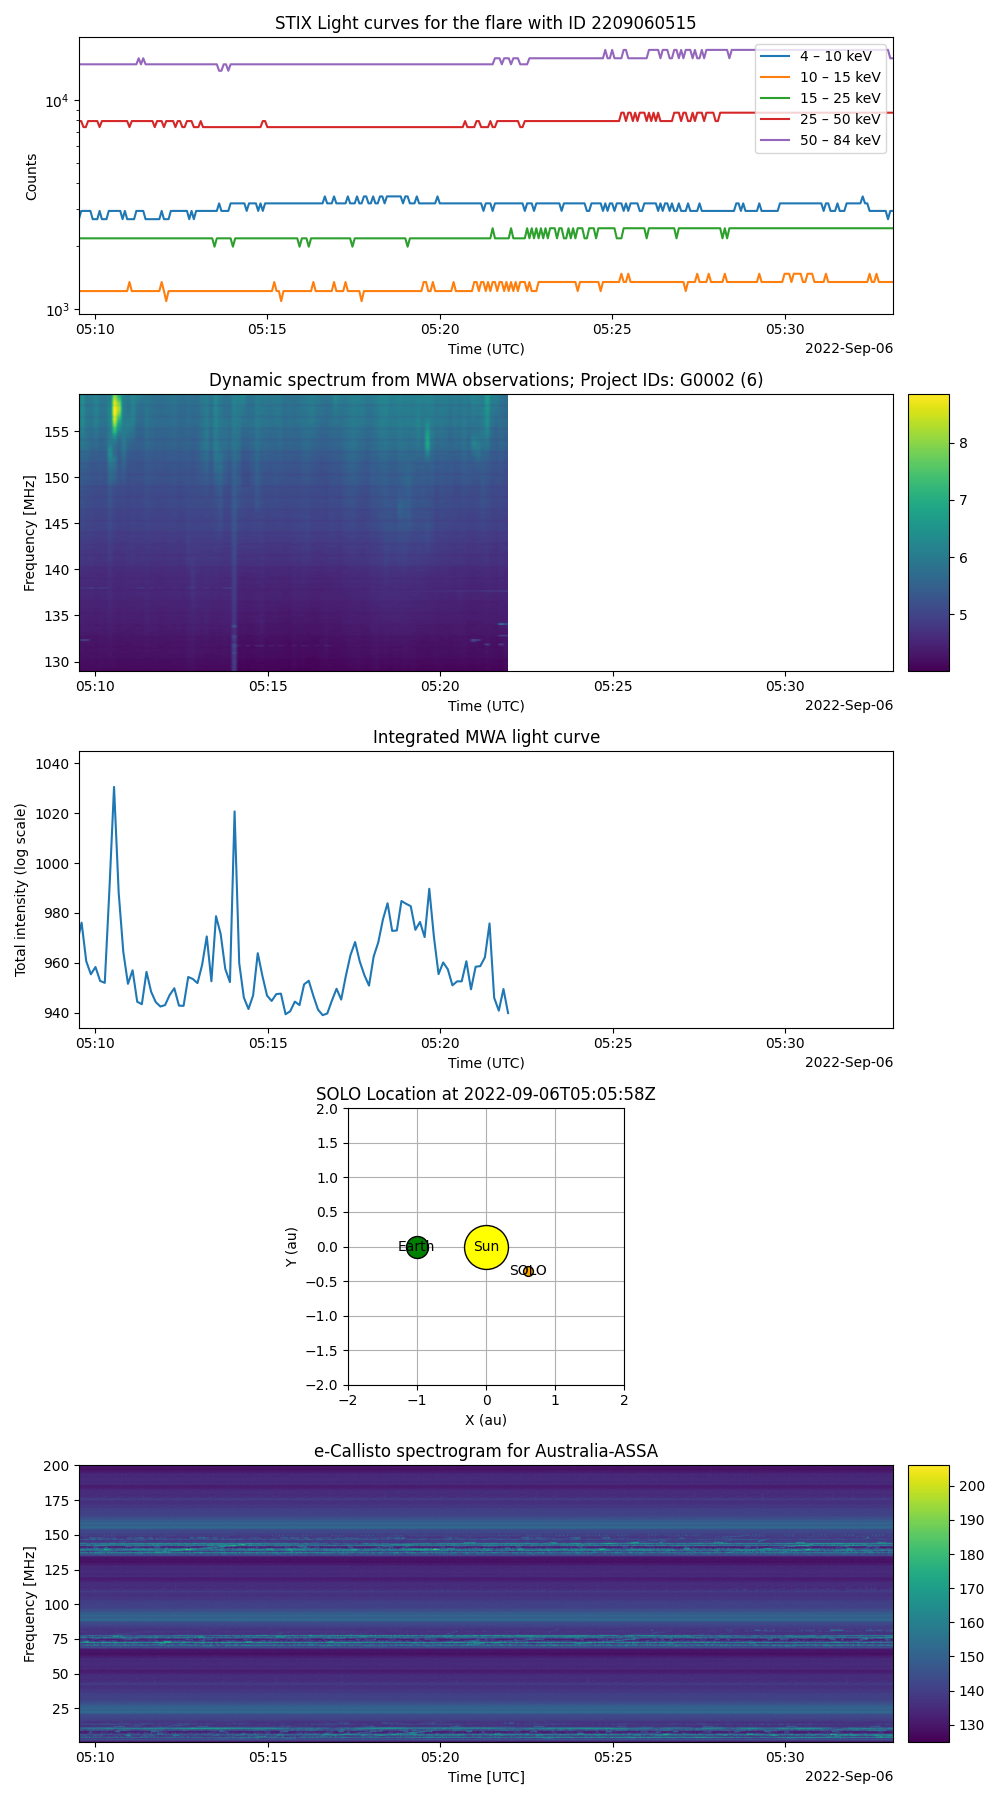 STIX Light curves for the flare with ID 2209060515
4 – 10 keV
10 – 15 keV
15 – 25 keV
25 – 50 keV
50 – 84 keV
Counts
10⁴
10³
05:10 05:15 05:20 05:25 05:30
Time (UTC)
2022-Sep-06
Dynamic spectrum from MWA observations; Project IDs: G0002 (6)
Frequency [MHz]
155
150
145
140
135
130
8
7
6
5
05:10 05:15 05:20 05:25 05:30
Time (UTC)
2022-Sep-06
Integrated MWA light curve
Total intensity (log scale)
1040
1020
1000
980
960
940
05:10 05:15 05:20 05:25 05:30
Time (UTC)
2022-Sep-06
SOLO Location at 2022-09-06T05:05:58Z
Y (au)
2.0
1.5
1.0
0.5
0.0
−0.5
−1.0
−1.5
−2.0
Earth
Sun
SOLO
−2 −1 0 1 2
X (au)
e-Callisto spectrogram for Australia-ASSA
Frequency [MHz]
200
175
150
125
100
75
50
25
200
190
180
170
160
150
140
130
05:10 05:15 05:20 05:25 05:30
Time [UTC]
2022-Sep-06